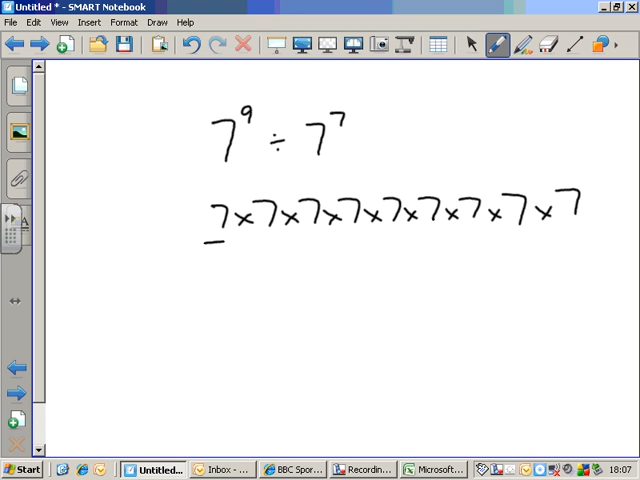 Untitled * - SMART Notebook
File Edit View Insert Format Draw Help
7⁹ ÷ 7⁷
7×7×7×7×7×7×7×7×7
A
Start Untitled... Inbox - ... BBC Spor... Recording... Microsoft... 18:07